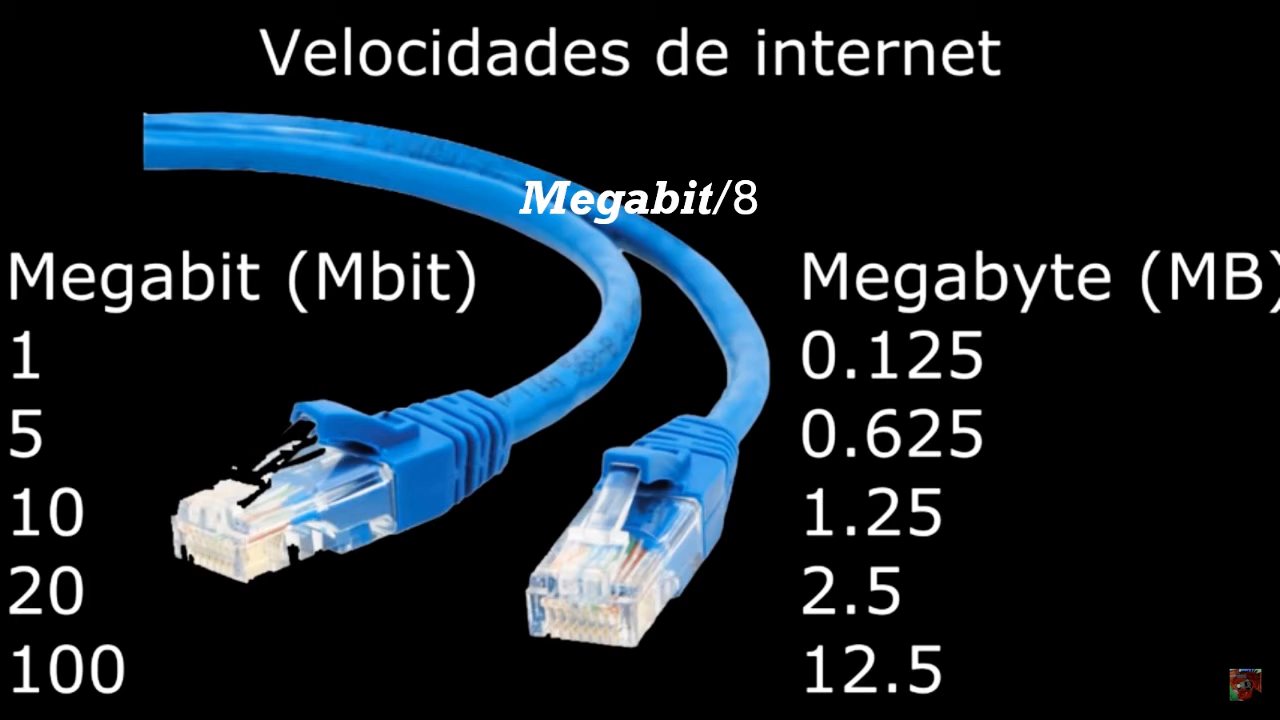 Velocidades de internet
Megabit/8
Megabit (Mbit) Megabyte (MB)
1 0.125
5 0.625
10 1.25
20 2.5
100 12.5